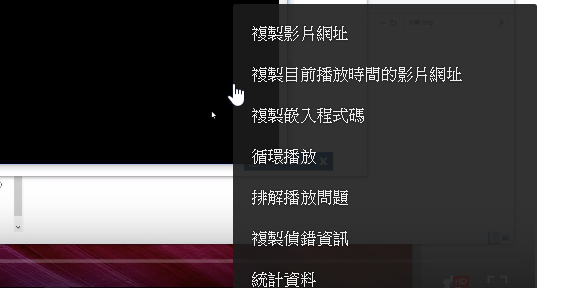 複製影片網址
複製目前播放時間的影片網址
複製嵌入程式碼
循環播放
排解播放問題
複製偵錯資訊
統計資料